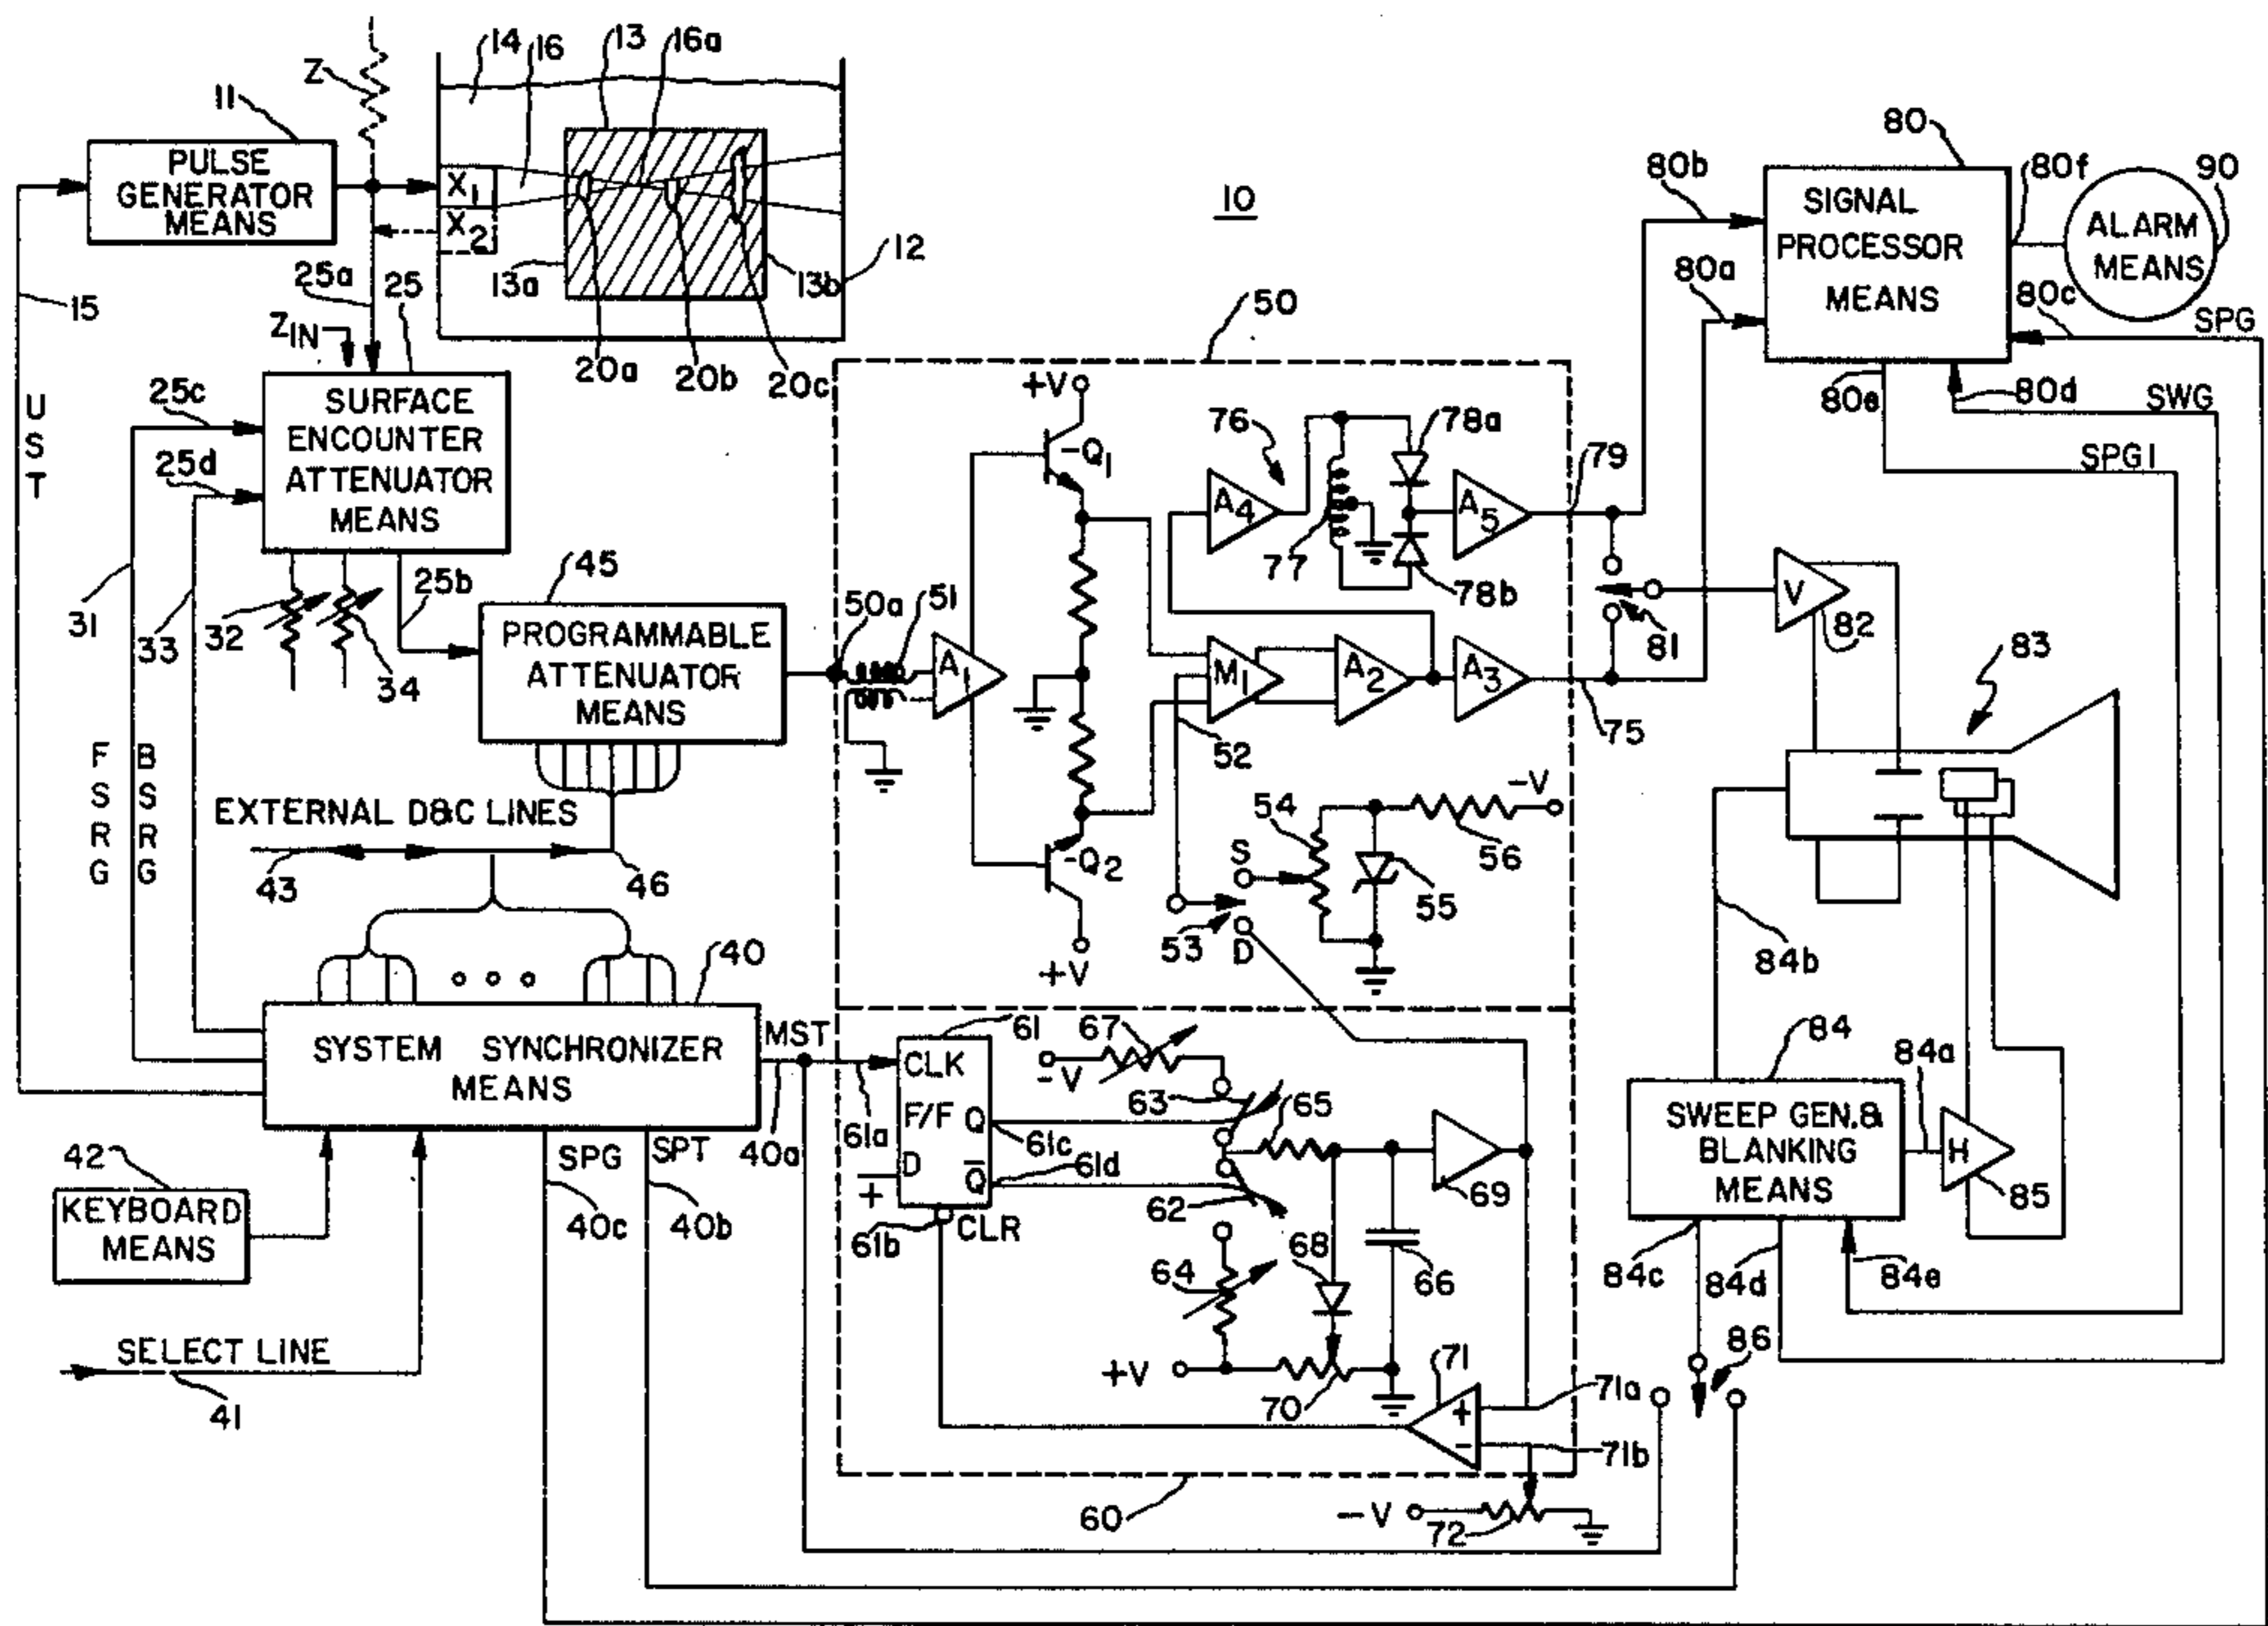 14
16
13
16a
Z
11
PULSE
GENERATOR
MEANS
X1
X2
10
12
13a
13b
20a
20b
20c
15
UST
25a
25
ZIN
25c
25d
SURFACE
ENCOUNTER
ATTENUATOR
MEANS
31
33
32
34
25b
45
PROGRAMMABLE
ATTENUATOR
MEANS
FSRG
BSRG
EXTERNAL D&C LINES
43
46
40
SYSTEM SYNCHRONIZER
MEANS
MST
40a
42
KEYBOARD
MEANS
SPG
40c
SPT
40b
SELECT LINE
41
50
+V
-Q1
76
78a
A4
77
78b
A5
79
50a
51
A1
M1
A2
A3
52
75
-V
54
56
55
S
53
D
-Q2
+V
61
CLK
F/F
Q
D
Q̅
+
61a
61c
61d
61b
CLR
67
-V
63
65
62
64
68
66
69
+V
70
71
+
-
71a
71b
60
-V
72
80
SIGNAL
PROCESSOR
MEANS
80b
80a
80f
ALARM
MEANS
90
80c
SPG
80e
80d
SWG
SPG1
81
V
82
83
84b
84
84a
SWEEP GEN.&
BLANKING
MEANS
H
85
84c
84d
84e
86